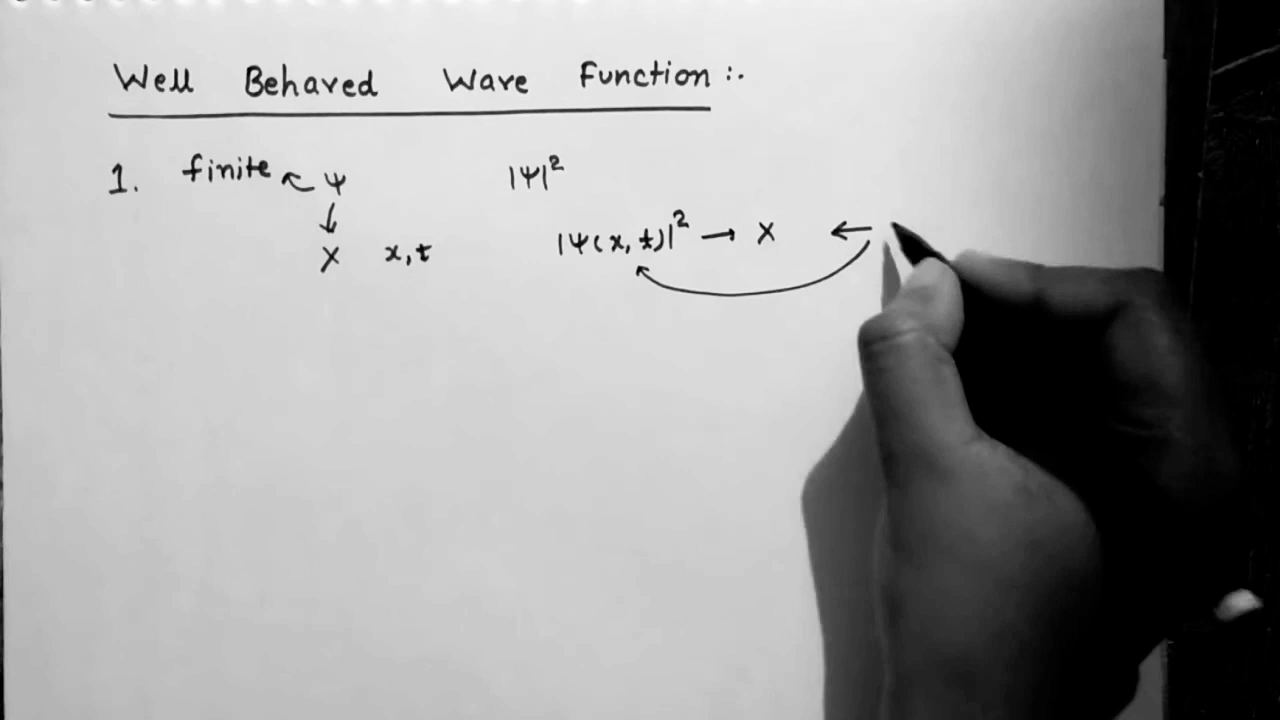 Well Behaved Wave Function :.
1. finite ↼ ψ |ψ|²
↓ |ψ(x, t)|² → X ←
X x,t